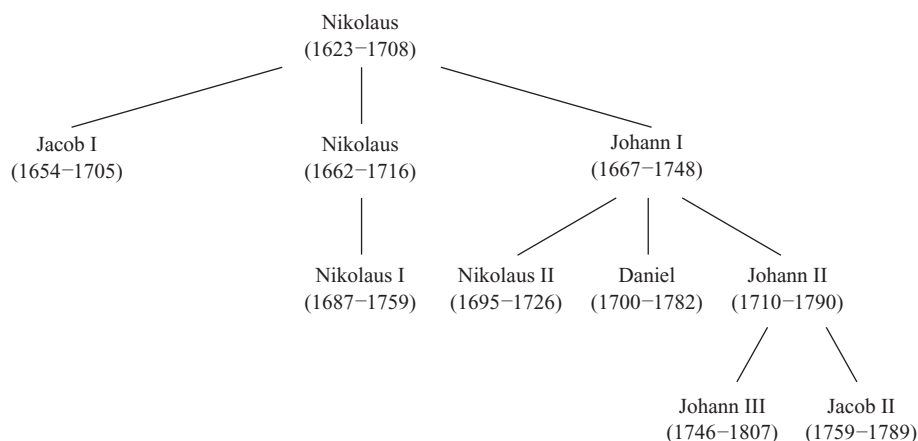 Nikolaus
(1623−1708)
Jacob I
(1654−1705)
Nikolaus
(1662−1716)
Johann I
(1667−1748)
Nikolaus I
(1687−1759)
Nikolaus II
(1695−1726)
Daniel
(1700−1782)
Johann II
(1710−1790)
Johann III
(1746−1807)
Jacob II
(1759−1789)